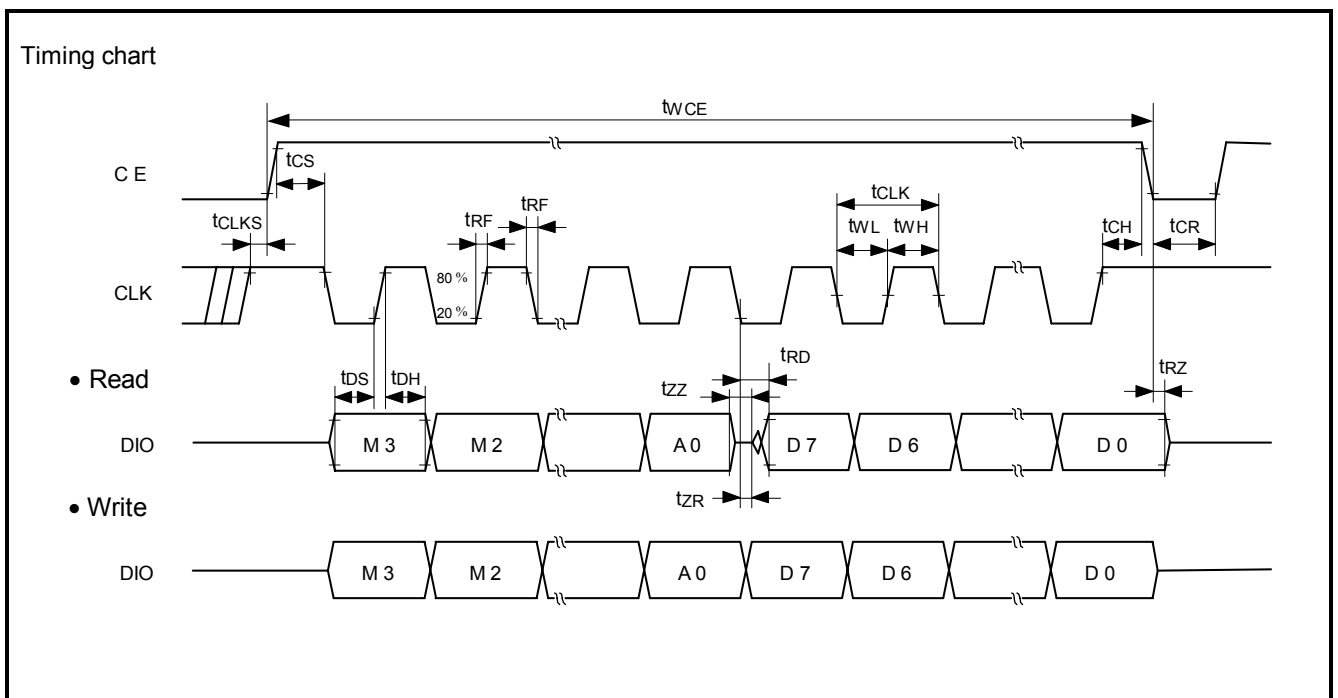 Timing chart
tWCE
CE
tCS
tCLK
tCLKS
tRF
tRF
tWL
tWH
tCH
tCR
CLK
80 %
20 %
• Read
tDS
tDH
tZZ
tRD
tRZ
DIO
M 3
M 2
A 0
D 7
D 6
D 0
tZR
• Write
DIO
M 3
M 2
A 0
D 7
D 6
D 0